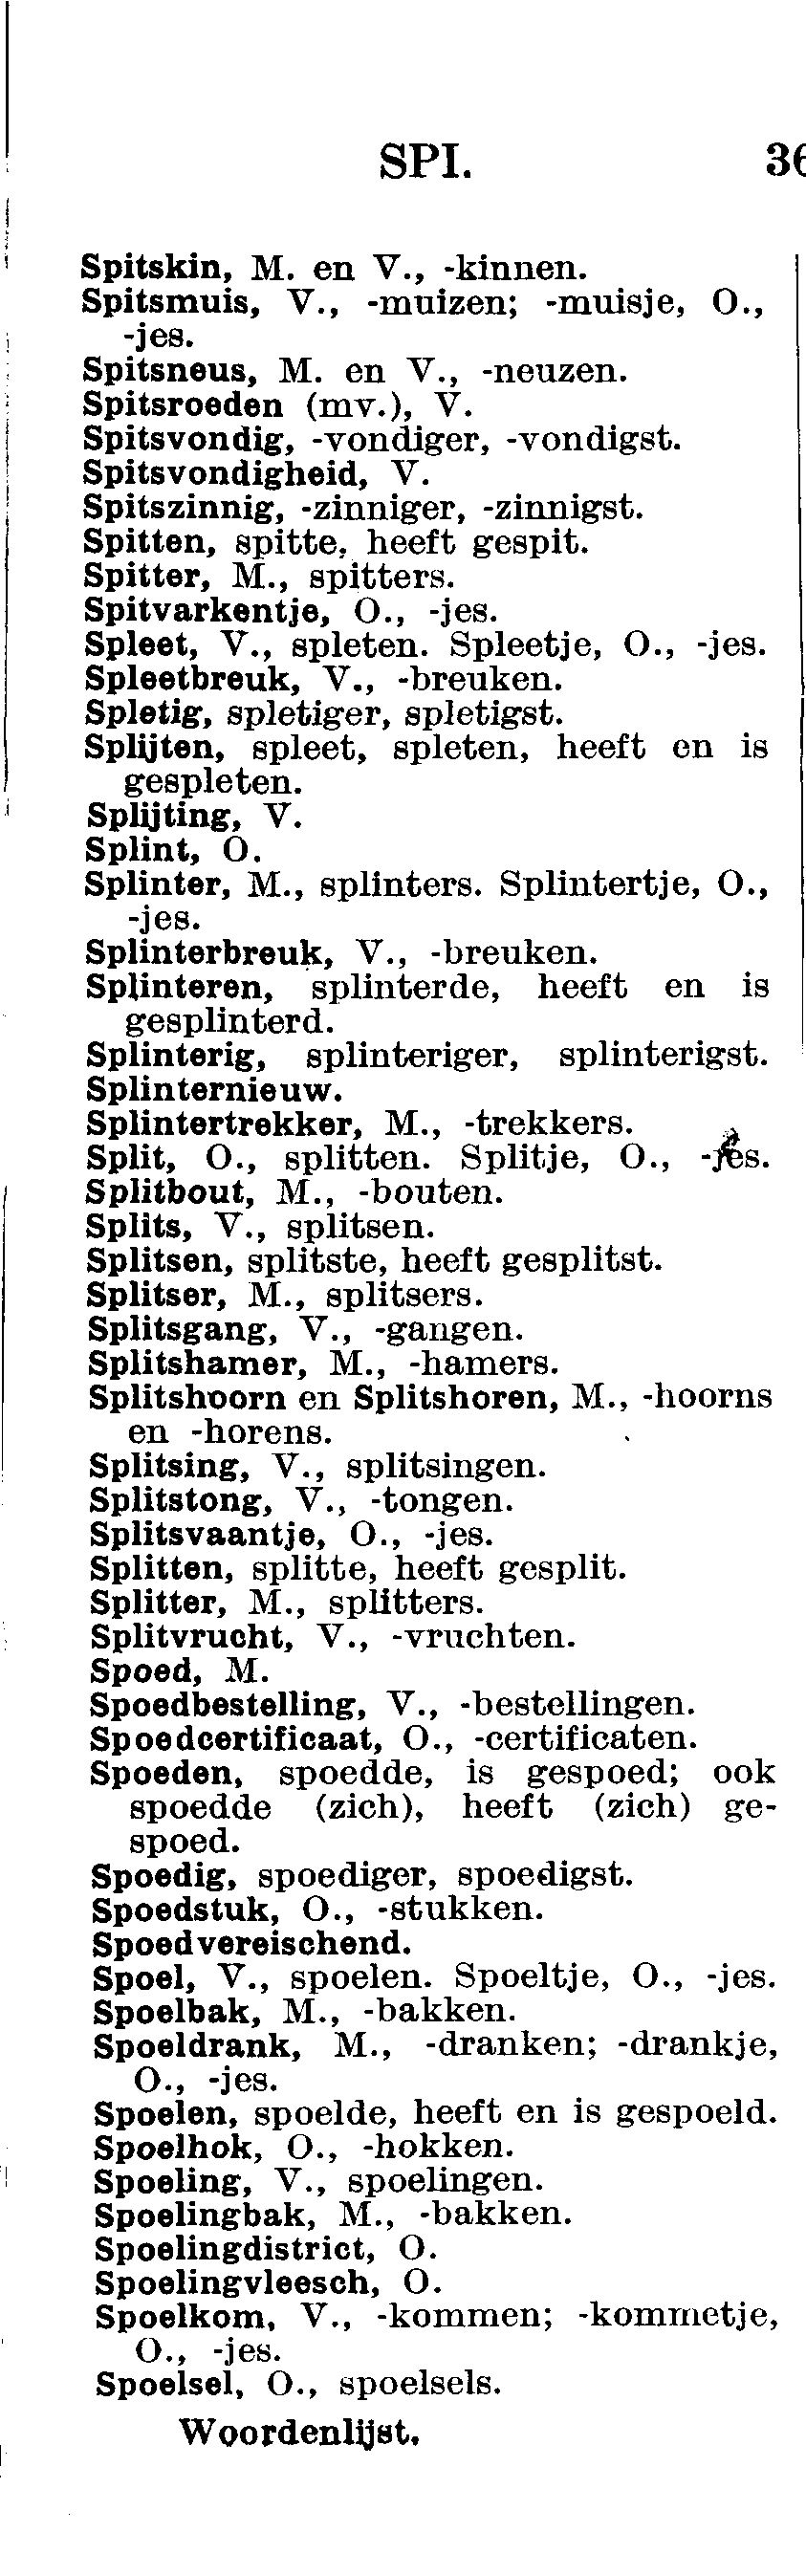 SPI. 36
Spitskin, M. en V., -kinnen.
Spitsmuis, V., -muizen; -muisje, O.,
-jes.
Spitsneus, M. en V., -neuzen.
Spitsroeden (mv.), V.
Spitsvondig, -vondiger, -vondigst.
Spitsvondigheid, V.
Spitszinnig, -zinniger, -zinnigst.
Spitten, spitte, heeft gespit.
Spitter, M., spitters.
Spitvarkentje, O., -jes.
Spleet, V., spleten. Spleetje, O., -jes.
Spleetbreuk, V., -breuken.
Spletig, spletiger, spletigst.
Splijten, spleet, spleten, heeft en is
gespleten.
Splijting, V.
Splint, O.
Splinter, M., splinters. Splintertje, O.,
-jes.
Splinterbreuk, V., -breuken.
Splinteren, splinterde, heeft en is
gesplinterd.
Splinterig, splinteriger, splinterigst.
Splinternieuw.
Splintertrekker, M., -trekkers.
Split, O., splitten. Splitje, O., -jes.
Splitbout, M., -bouten.
Splits, V., splitsen.
Splitsen, splitste, heeft gesplitst.
Splitser, M., splitsers.
Splitsgang, V., -gangen.
Splitshamer, M., -hamers.
Splitshoorn en Splitshoren, M., -hoorns
en -horens.
Splitsing, V., splitsingen.
Splitstong, V., -tongen.
Splitsvaantje, O., -jes.
Splitten, splitte, heeft gesplit.
Splitter, M., splitters.
Splitvrucht, V., -vruchten.
Spoed, M.
Spoedbestelling, V., -bestellingen.
Spoedcertificaat, O., -certificaten.
Spoeden, spoedde, is gespoed; ook
spoedde (zich), heeft (zich) ge-
spoed.
Spoedig, spoediger, spoedigst.
Spoedstuk, O., -stukken.
Spoedvereischend.
Spoel, V., spoelen. Spoeltje, O., -jes.
Spoelbak, M., -bakken.
Spoeldrank, M., -dranken; -drankje,
O., -jes.
Spoelen, spoelde, heeft en is gespoeld.
Spoelhok, O., -hokken.
Spoeling, V., spoelingen.
Spoelingbak, M., -bakken.
Spoelingdistrict, O.
Spoelingvleesch, O.
Spoelkom, V., -kommen; -kommetje,
O., -jes.
Spoelsel, O., spoelsels.
Woordenlijst.